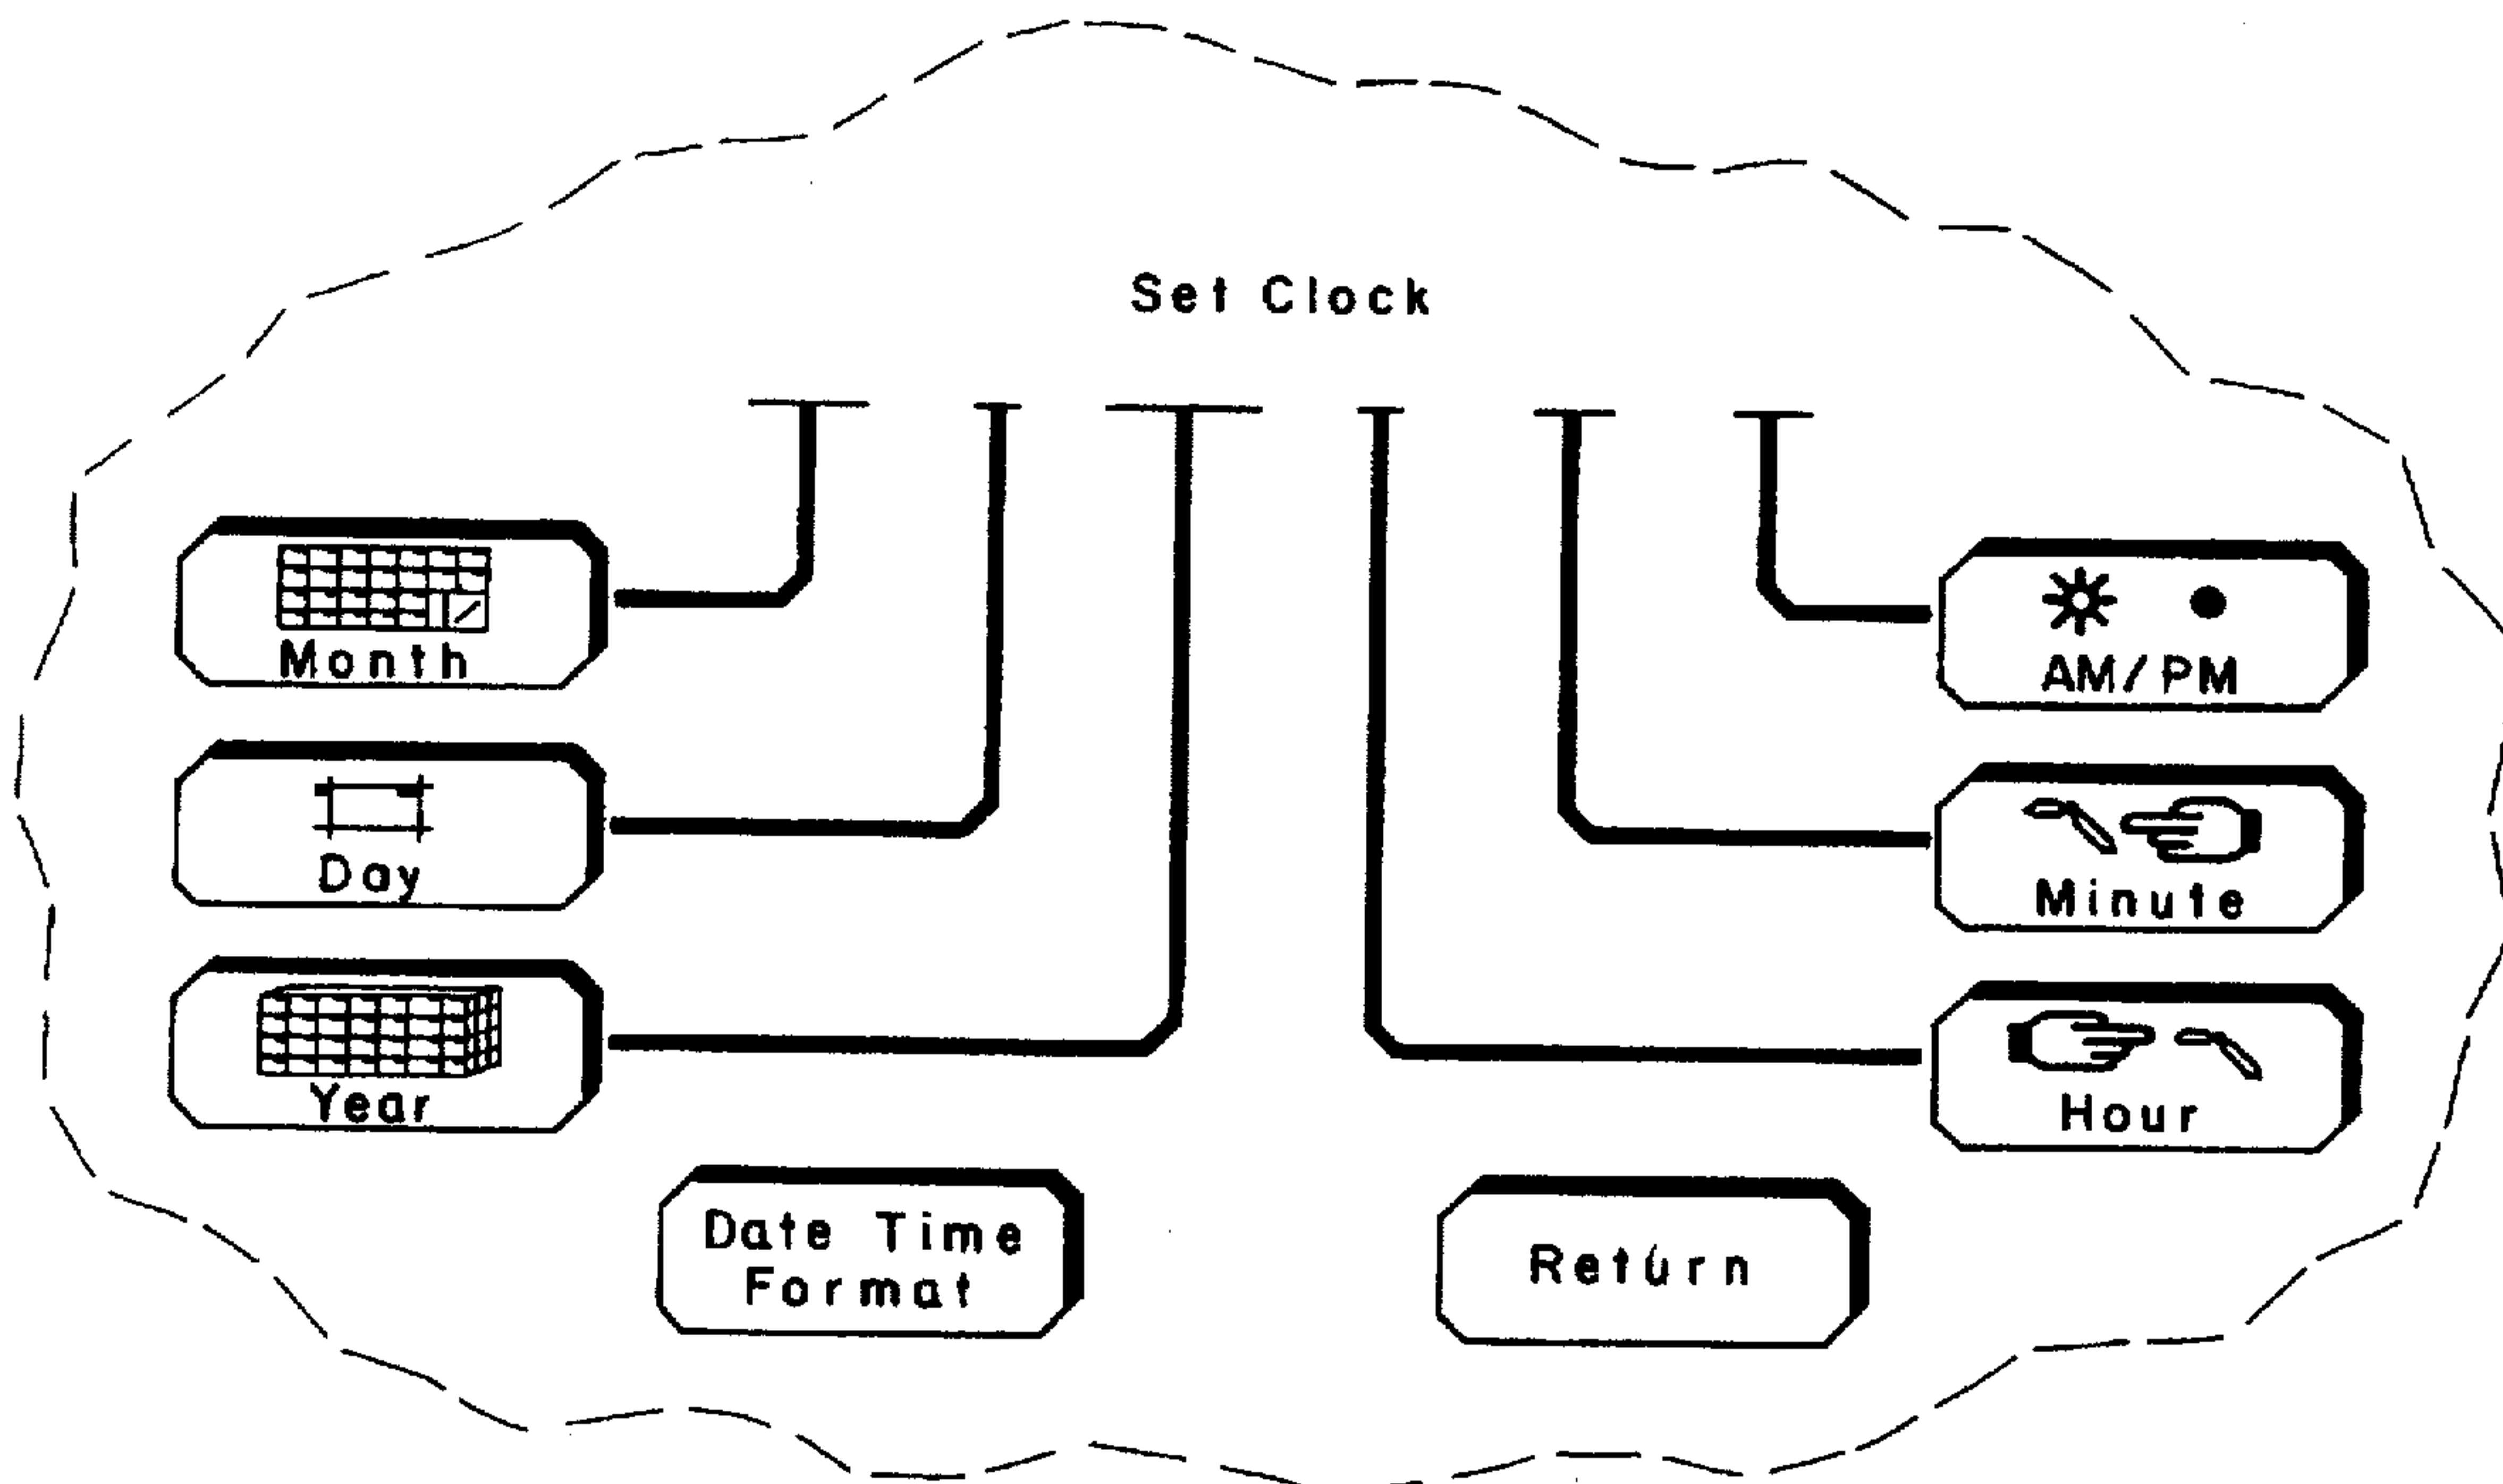 Set Clock
Month
AM/PM
Day
Minute
Year
Hour
Date Time
Format
Return